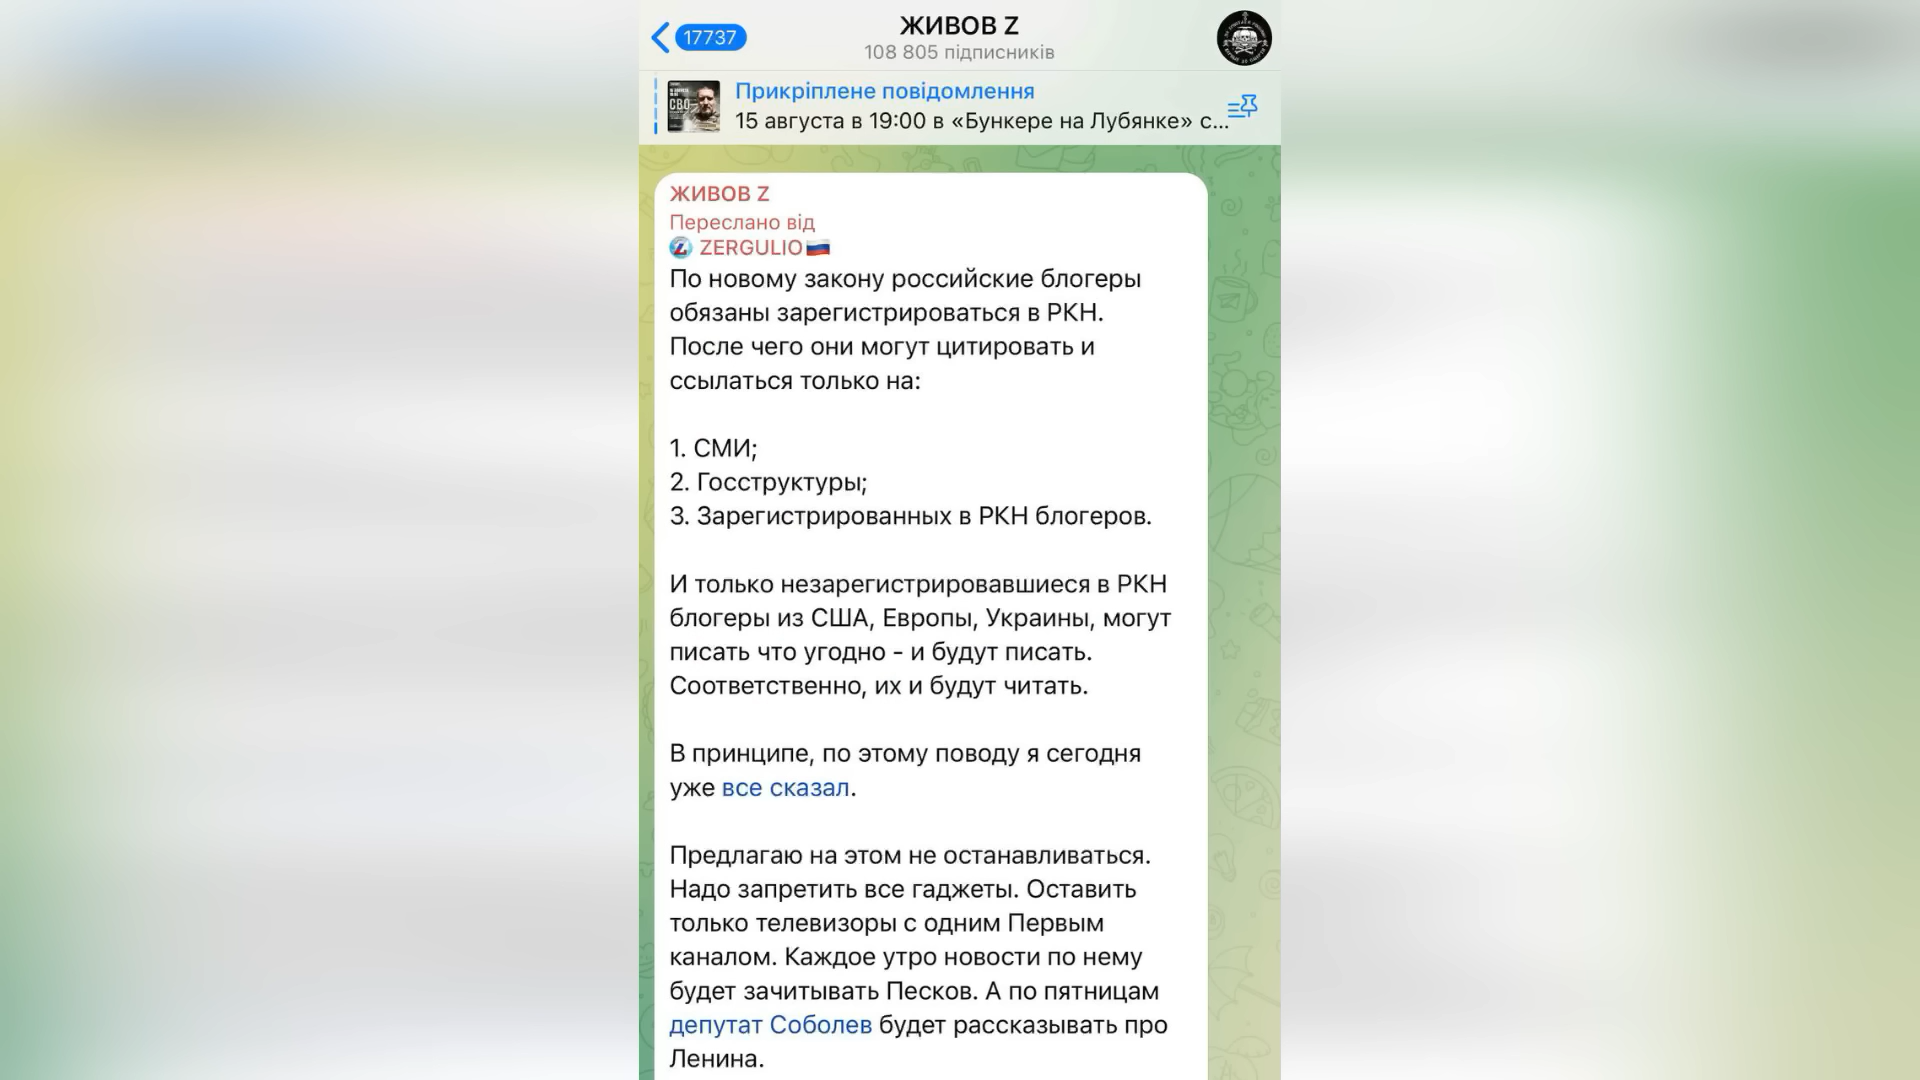 17737
ЖИВОВ Z
108 805 підписників
СВО
Прикріплене повідомлення
15 августа в 19:00 в «Бункере на Лубянке» с...
ЖИВОВ Z
Переслано від
Z ZERGULIO
По новому закону российские блогеры
обязаны зарегистрироваться в РКН.
После чего они могут цитировать и
ссылаться только на:
1. СМИ;
2. Госструктуры;
3. Зарегистрированных в РКН блогеров.
И только незарегистрировавшиеся в РКН
блогеры из США, Европы, Украины, могут
писать что угодно - и будут писать.
Соответственно, их и будут читать.
В принципе, по этому поводу я сегодня
уже все сказал.
Предлагаю на этом не останавливаться.
Надо запретить все гаджеты. Оставить
только телевизоры с одним Первым
каналом. Каждое утро новости по нему
будет зачитывать Песков. А по пятницам
депутат Соболев будет рассказывать про
Ленина.